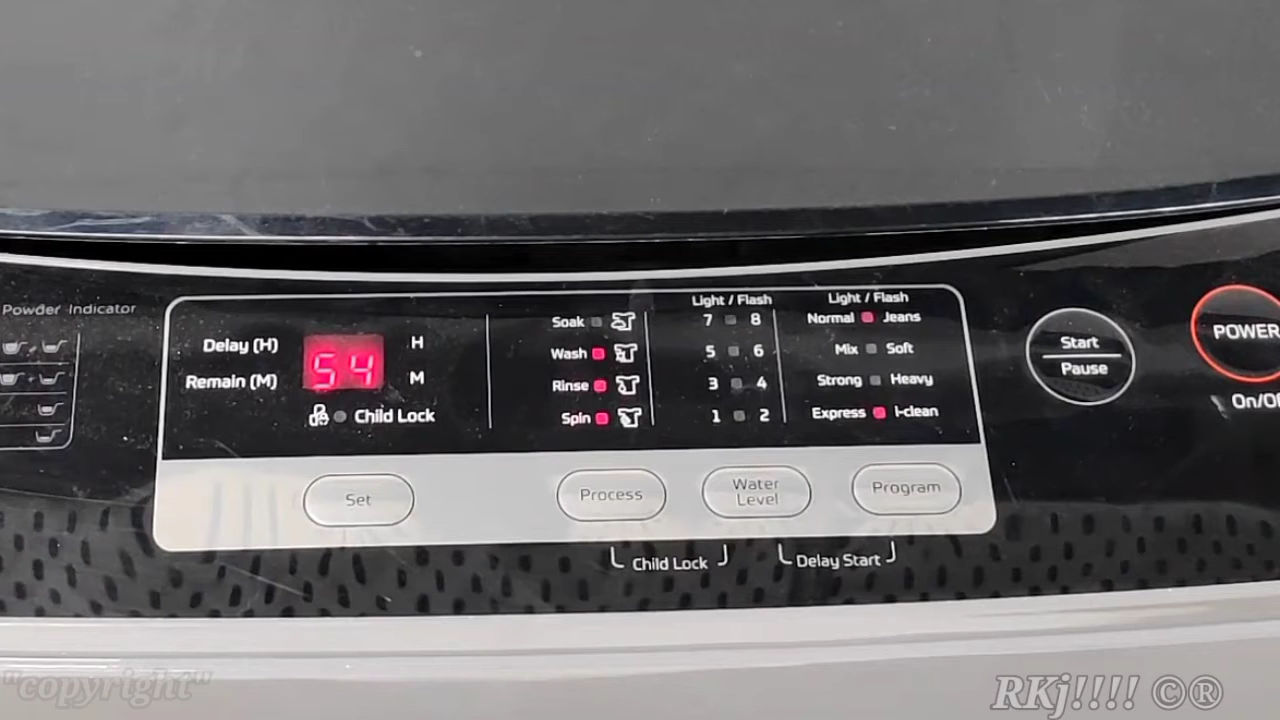 Powder Indicator
Delay (H)
Remain (M)
54
H
M
Child Lock
Soak
Wash
Rinse
Spin
Light / Flash
7 8
5 6
3 4
1 2
Light / Flash
Normal Jeans
Mix Soft
Strong Heavy
Express I-clean
Start
Pause
POWER
On/Of
Set
Process
Water
Level
Program
Child Lock
Delay Start
"copyright"
RKj!!!! ©®